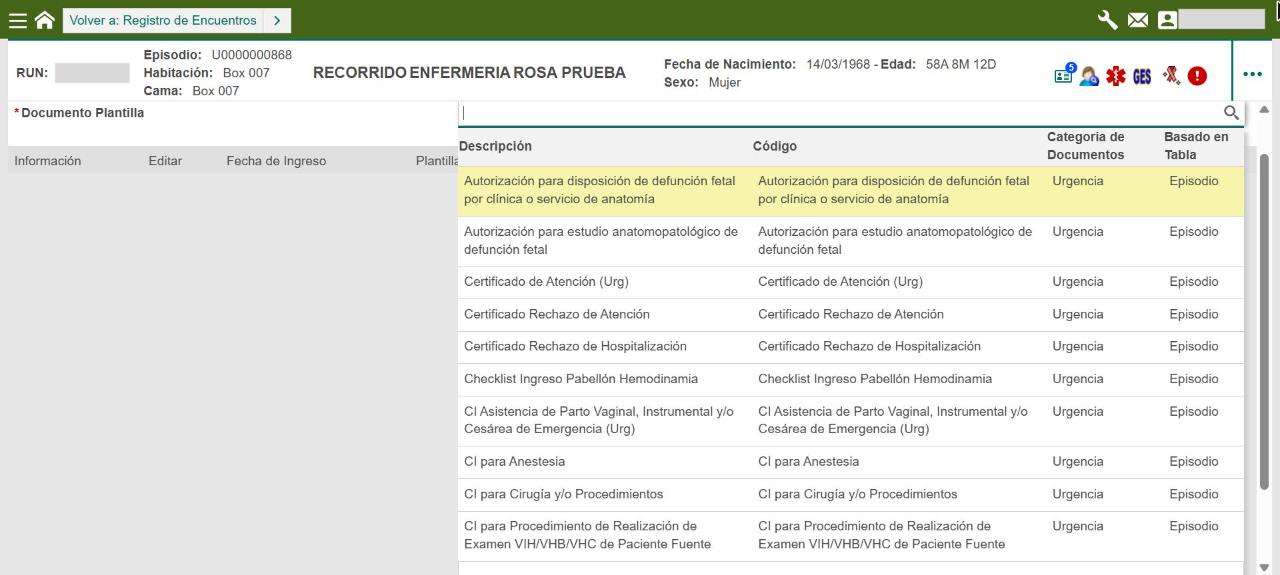 Volver a: Registro de Encuentros
RUN:
Episodio: U0000000868
Habitación: Box 007
Cama: Box 007
RECORRIDO ENFERMERIA ROSA PRUEBA
Fecha de Nacimiento: 14/03/1968 - Edad: 58A 8M 12D
Sexo: Mujer
5
GES
*Documento Plantilla
Información Editar Fecha de Ingreso Plantilla
Descripción Código Categoria de Documentos Basado en Tabla
Autorización para disposición de defunción fetal Autorización para disposición de defunción fetal Urgencia Episodio
por clínica o servicio de anatomía por clínica o servicio de anatomía
Autorización para estudio anatomopatológico de Autorización para estudio anatomopatológico de Urgencia Episodio
defunción fetal defunción fetal
Certificado de Atención (Urg) Certificado de Atención (Urg) Urgencia Episodio
Certificado Rechazo de Atención Certificado Rechazo de Atención Urgencia Episodio
Certificado Rechazo de Hospitalización Certificado Rechazo de Hospitalización Urgencia Episodio
Checklist Ingreso Pabellón Hemodinamia Checklist Ingreso Pabellón Hemodinamia Urgencia Episodio
CI Asistencia de Parto Vaginal, Instrumental y/o CI Asistencia de Parto Vaginal, Instrumental y/o Urgencia Episodio
Cesárea de Emergencia (Urg) Cesárea de Emergencia (Urg)
CI para Anestesia CI para Anestesia Urgencia Episodio
CI para Cirugía y/o Procedimientos CI para Cirugía y/o Procedimientos Urgencia Episodio
CI para Procedimiento de Realización de CI para Procedimiento de Realización de Urgencia Episodio
Examen VIH/VHB/VHC de Paciente Fuente Examen VIH/VHB/VHC de Paciente Fuente